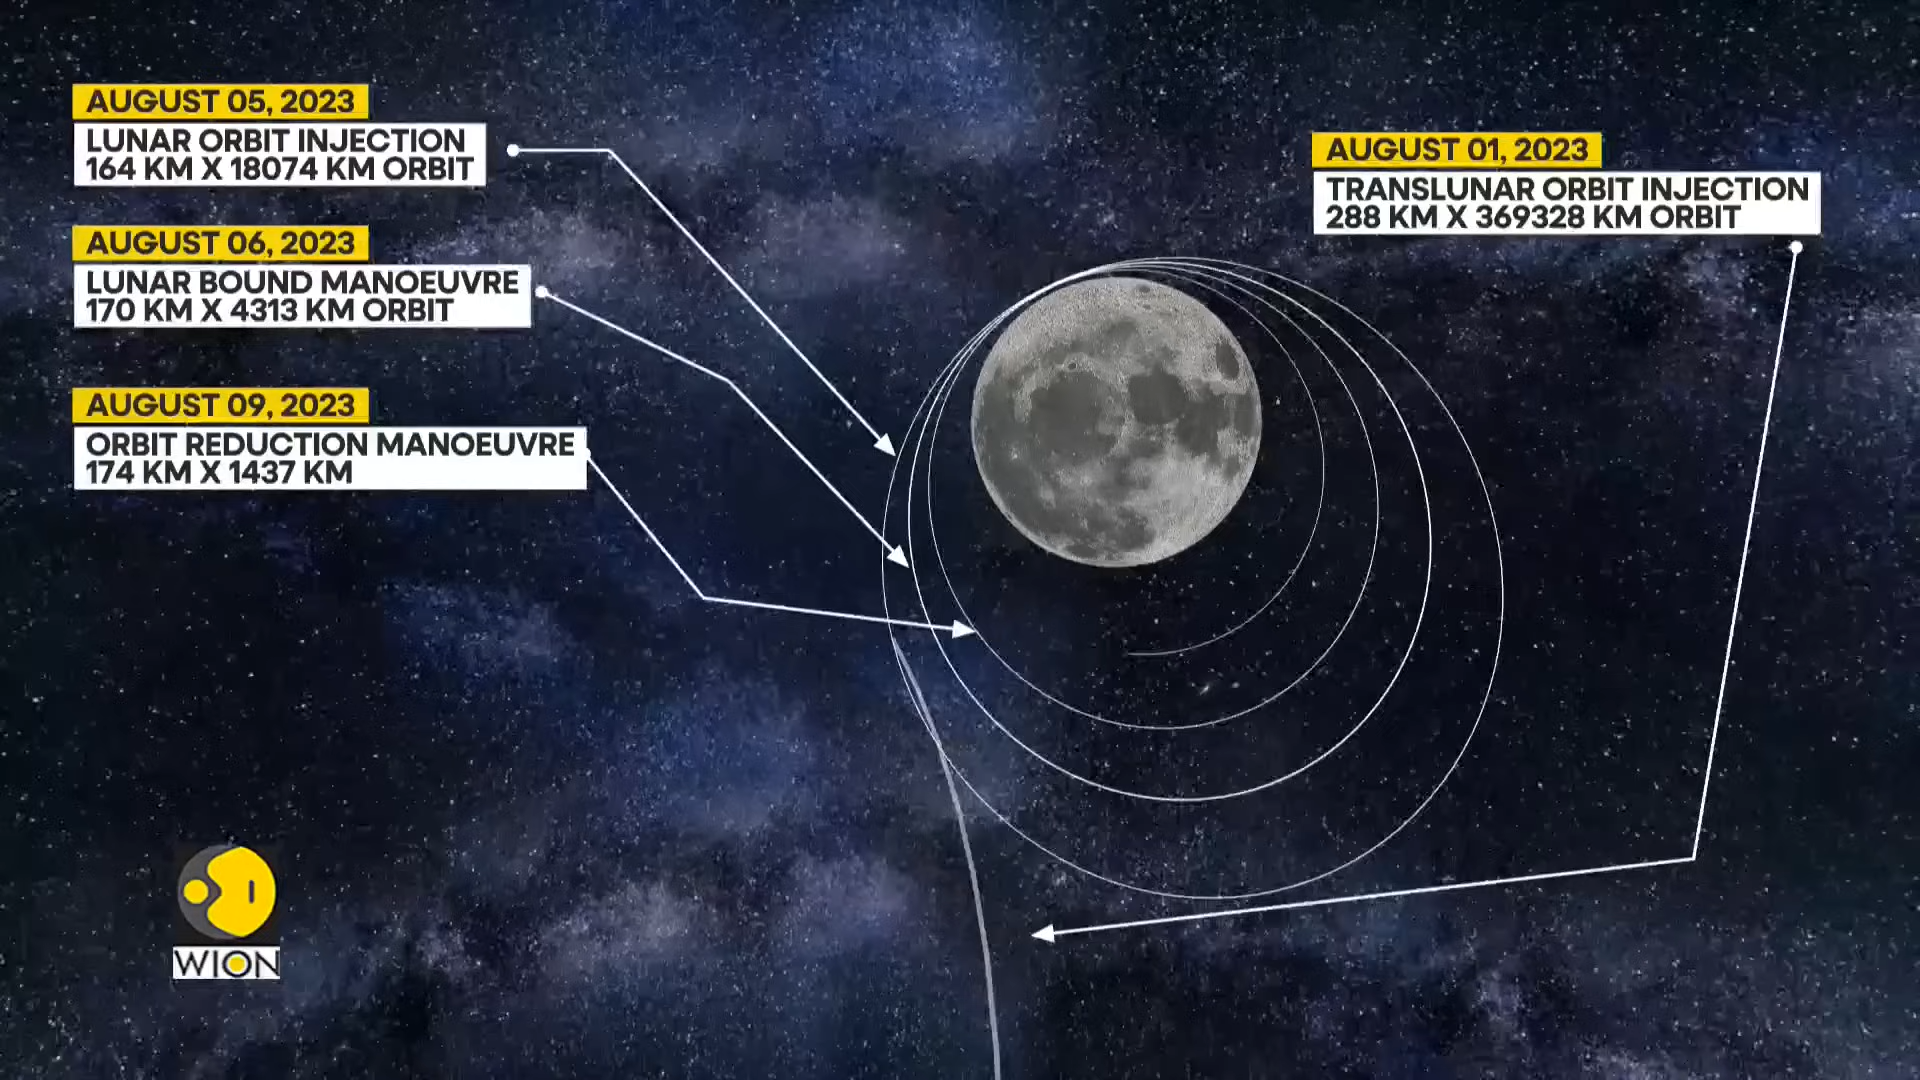 AUGUST 05, 2023
LUNAR ORBIT INJECTION
164 KM X 18074 KM ORBIT
AUGUST 06, 2023
LUNAR BOUND MANOEUVRE
170 KM X 4313 KM ORBIT
AUGUST 09, 2023
ORBIT REDUCTION MANOEUVRE
174 KM X 1437 KM
AUGUST 01, 2023
TRANSLUNAR ORBIT INJECTION
288 KM X 369328 KM ORBIT
WION